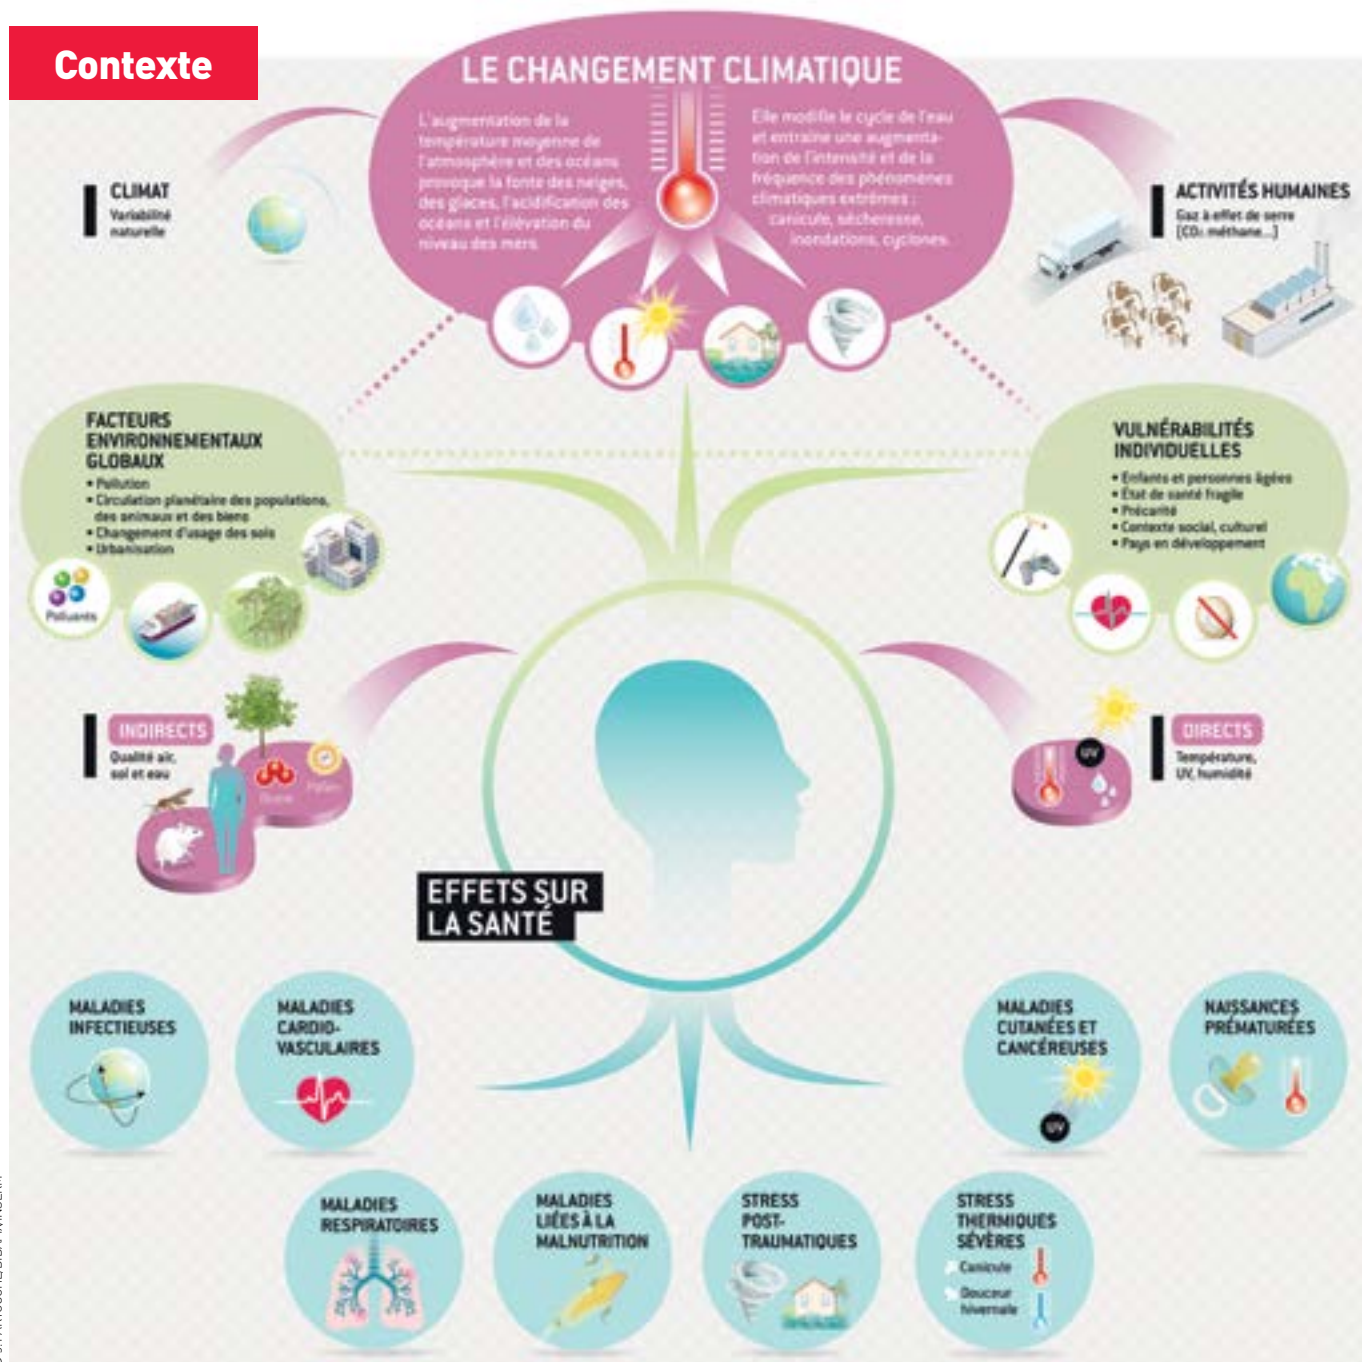 Contexte
LE CHANGEMENT CLIMATIQUE
L'augmentation de la
température moyenne de
l'atmosphère et des océans
provoque la fonte des neiges,
des glaces, l'acidification des
océans et l'élévation du
niveau des mers
Elle modifie le cycle de l'eau
et entraîne une augmenta-
tion de l'intensité et de la
fréquence des phénomènes
climatiques extrêmes :
canicule, sécheresse,
inondations, cyclones.
CLIMAT
Variabilité
naturelle
ACTIVITÉS HUMAINES
Gaz à effet de serre
(CO₂ méthane...)
FACTEURS
ENVIRONNEMENTAUX
GLOBAUX
• Pollution
• Circulation planétaire des populations,
des animaux et des biens
• Changement d'usage des sols
• Urbanisation
Polluants
VULNÉRABILITÉS
INDIVIDUELLES
• Enfants et personnes âgées
• État de santé fragile
• Précarité
• Contexte social, culturel
• Pays en développement
INDIRECTS
Qualité air,
sol et eau
Ozone
Pollen
DIRECTS
Température,
UV, humidité
UV
EFFETS SUR
LA SANTÉ
MALADIES
INFECTIEUSES
MALADIES
CARDIO-
VASCULAIRES
MALADIES
CUTANÉES ET
CANCÉREUSES
UV
NAISSANCES
PRÉMATURÉES
MALADIES
RESPIRATOIRES
MALADIES
LIÉES À LA
MALNUTRITION
STRESS
POST-
TRAUMATIQUES
STRESS
THERMIQUES
SÉVÈRES
Canicule
Douceur
hivernale